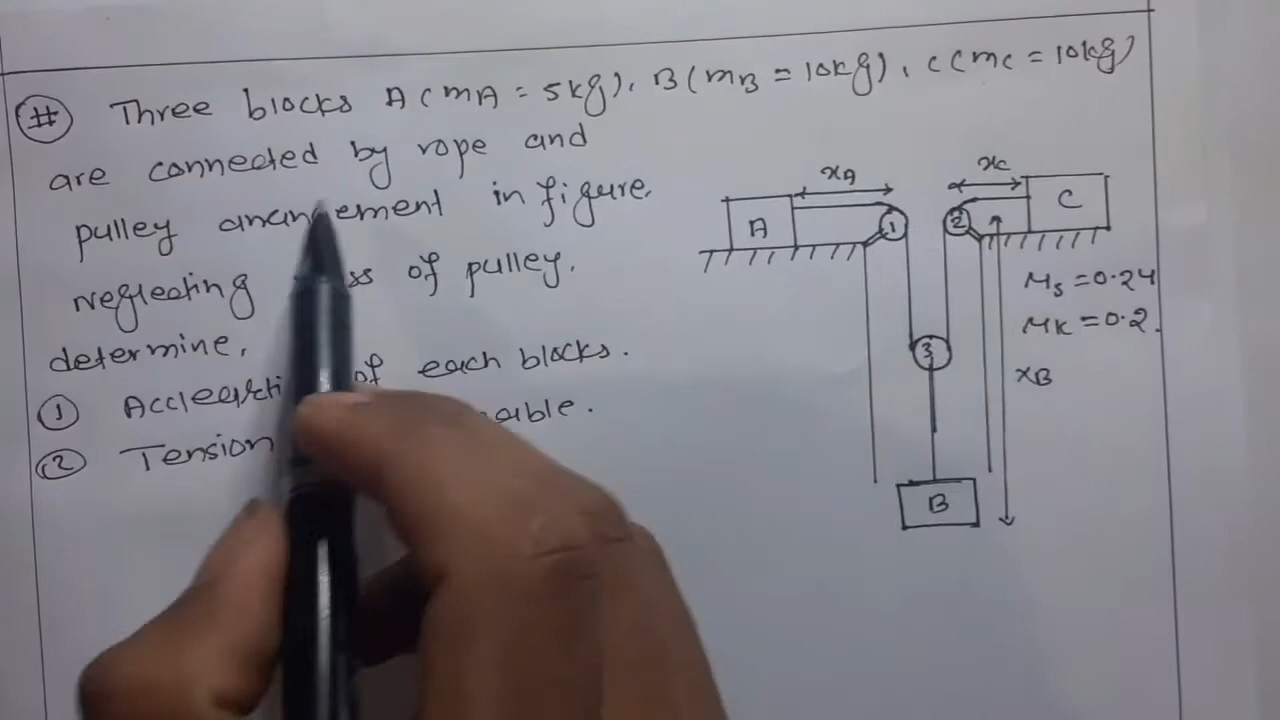 # Three blocks A (mA = 5kg), B (mB = 10kg), C (mC = 10kg)
are connected by rope and
pulley in figure.
neglecting of pulley.
determine,
① of each blocks.
② Tension
xA
xC
A
1
2
C
μs = 0.24
μk = 0.2.
3
xB
B